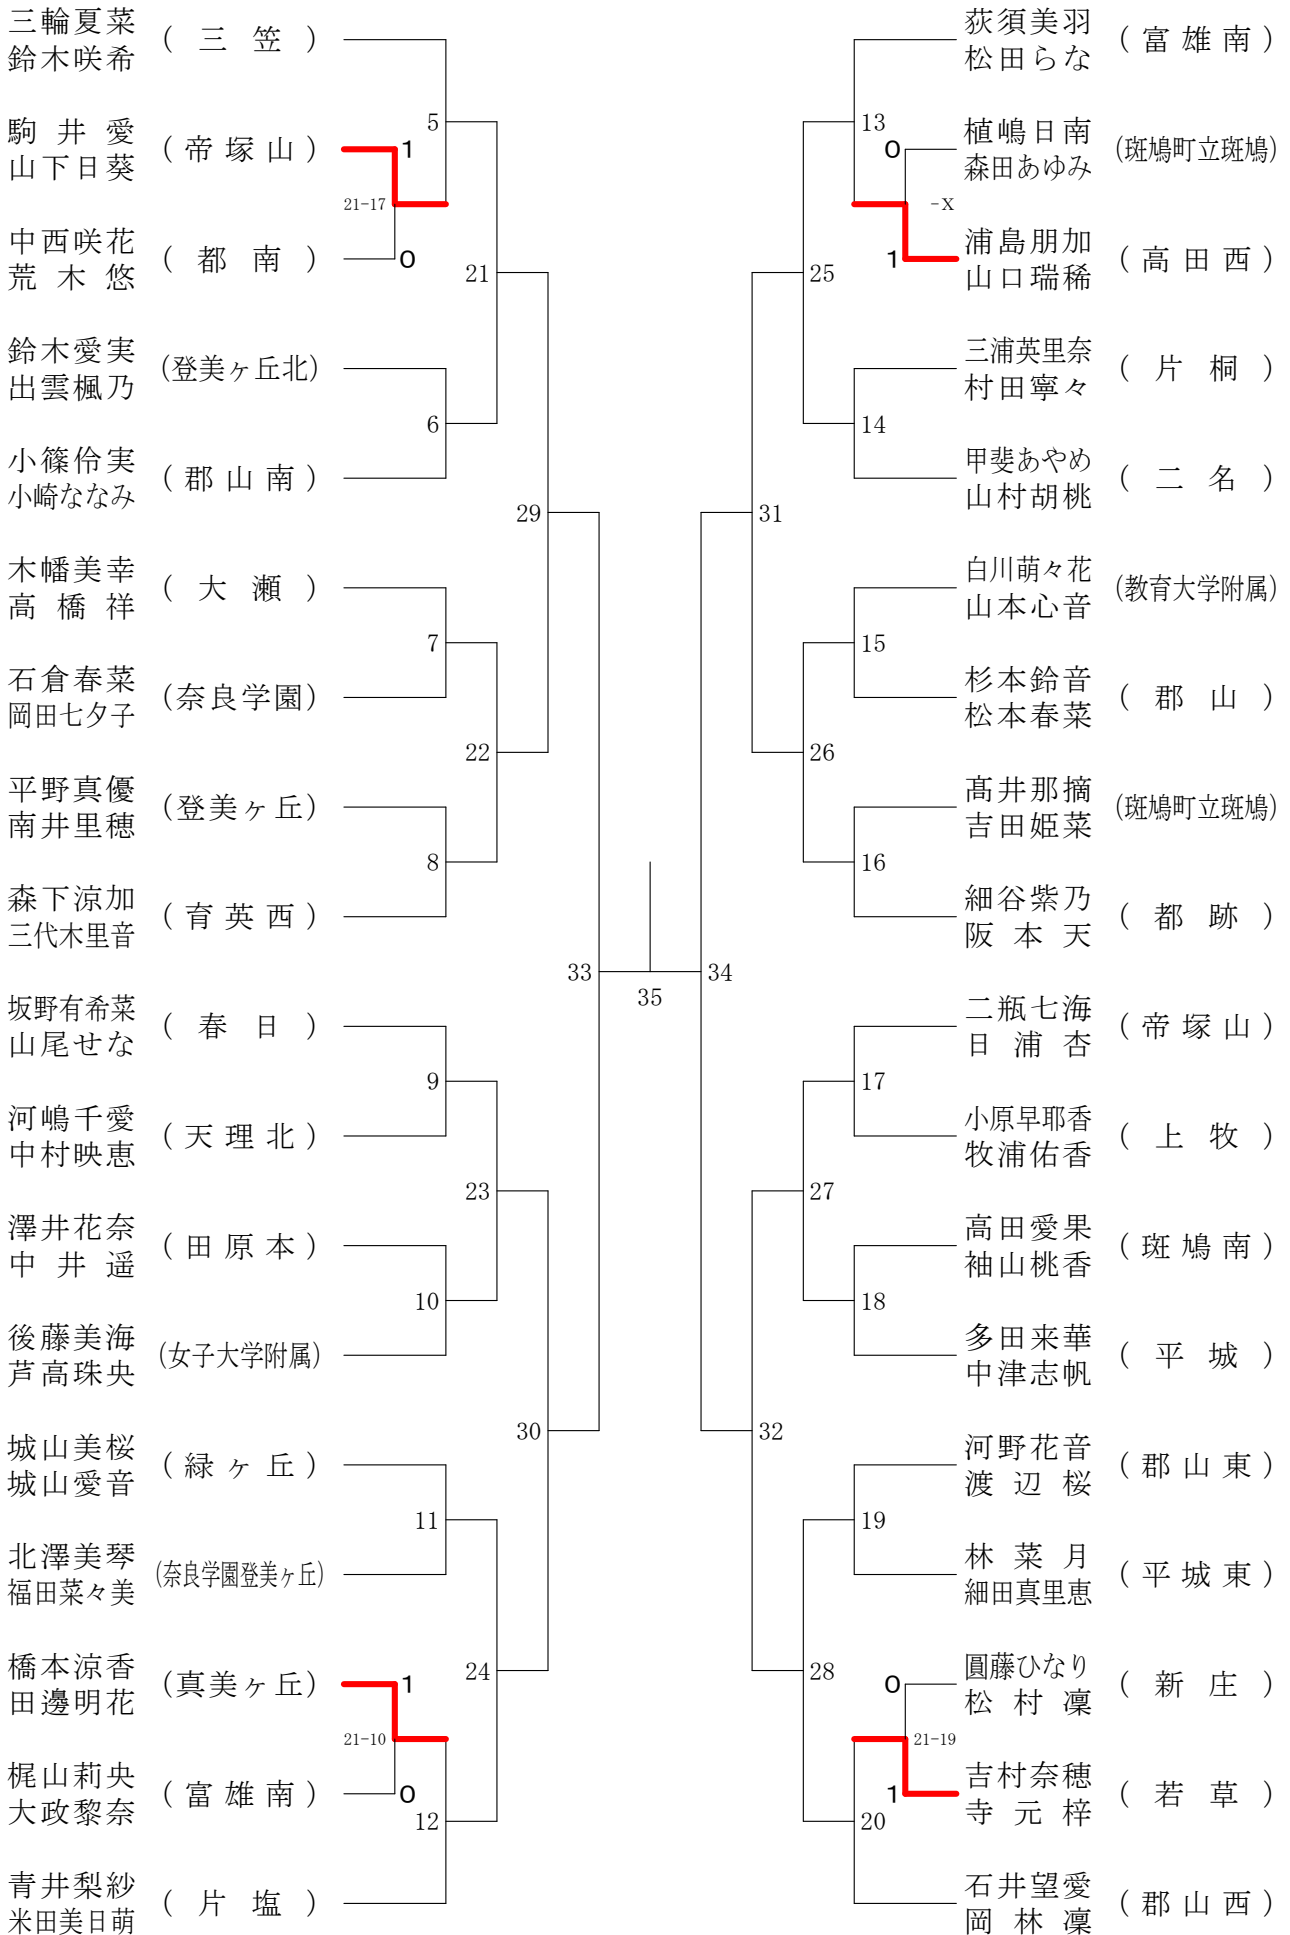 三輪夏菜
鈴木咲希
(三笠)
5
駒井愛
山下日葵
(帝塚山)
1
21-17
中西咲花
荒木悠
(都南)
0
21
鈴木愛実
出雲楓乃
(登美ヶ丘北)
6
小篠伶実
小崎ななみ
(郡山南)
29
木幡美幸
高橋祥
(大瀬)
7
石倉春菜
岡田七夕子
(奈良学園)
22
平野真優
南井里穂
(登美ヶ丘)
8
森下涼加
三代木里音
(育英西)
33
35
坂野有希菜
山尾せな
(春日)
9
河嶋千愛
中村映恵
(天理北)
23
澤井花奈
中井遥
(田原本)
10
後藤美海
芦高珠央
(女子大学附属)
30
城山美桜
城山愛音
(緑ヶ丘)
11
北澤美琴
福田菜々美
(奈良学園登美ヶ丘)
24
橋本涼香
田邊明花
(真美ヶ丘)
1
21-10
梶山莉央
大政黎奈
(富雄南)
0
12
青井梨紗
米田美日萌
(片塩)
荻須美羽
松田らな
(富雄南)
13
植嶋日南
森田あゆみ
(斑鳩町立斑鳩)
0
-X
浦島朋加
山口瑞稀
(高田西)
1
25
三浦英里奈
村田寧々
(片桐)
14
甲斐あやめ
山村胡桃
(二名)
31
白川萌々花
山本心音
(教育大学附属)
15
杉本鈴音
松本春菜
(郡山)
26
髙井那摘
吉田姫菜
(斑鳩町立斑鳩)
16
細谷紫乃
阪本天
(都跡)
34
二瓶七海
日浦杏
(帝塚山)
17
小原早耶香
牧浦佑香
(上牧)
27
高田愛果
袖山桃香
(斑鳩南)
18
多田来華
中津志帆
(平城)
32
河野花音
渡辺桜
(郡山東)
19
林菜月
細田真里恵
(平城東)
28
圓藤ひなり
松村凜
(新庄)
0
21-19
吉村奈穂
寺元梓
(若草)
1
20
石井望愛
岡林凜
(郡山西)